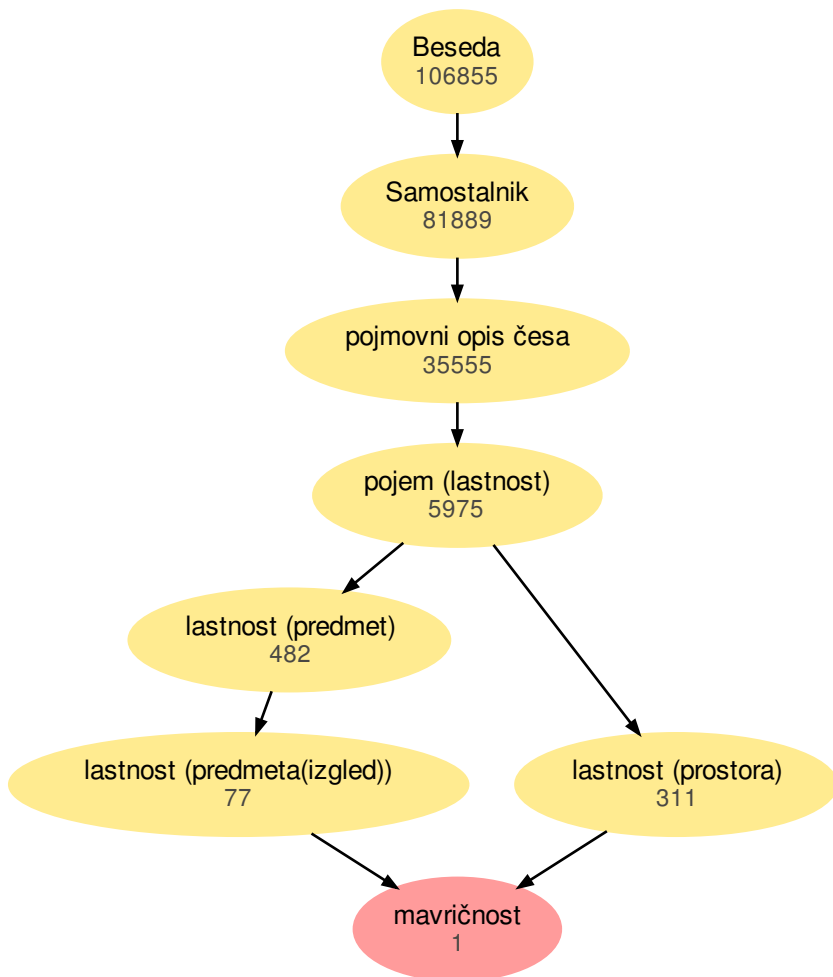 Beseda
106855
Samostalnik
81889
pojmovni opis česa
35555
pojem (lastnost)
5975
lastnost (predmet)
482
lastnost (predmeta(izgled))
77
lastnost (prostora)
311
mavričnost
1